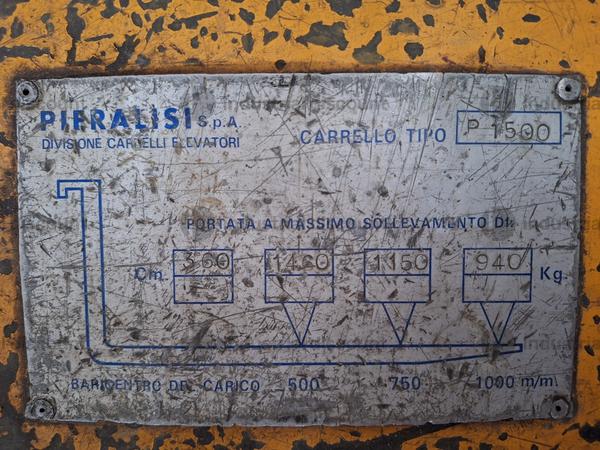 PIERALISI S.p.A.
DIVISIONE CARRELLI ELEVATORI
CARRELLO TIPO P 1500
PORTATA A MASSIMO SOLLEVAMENTO DI:
Cm. 360 1460 1150 940 Kg.
BARICENTRO DEL CARICO 500 750 1000 m/m.